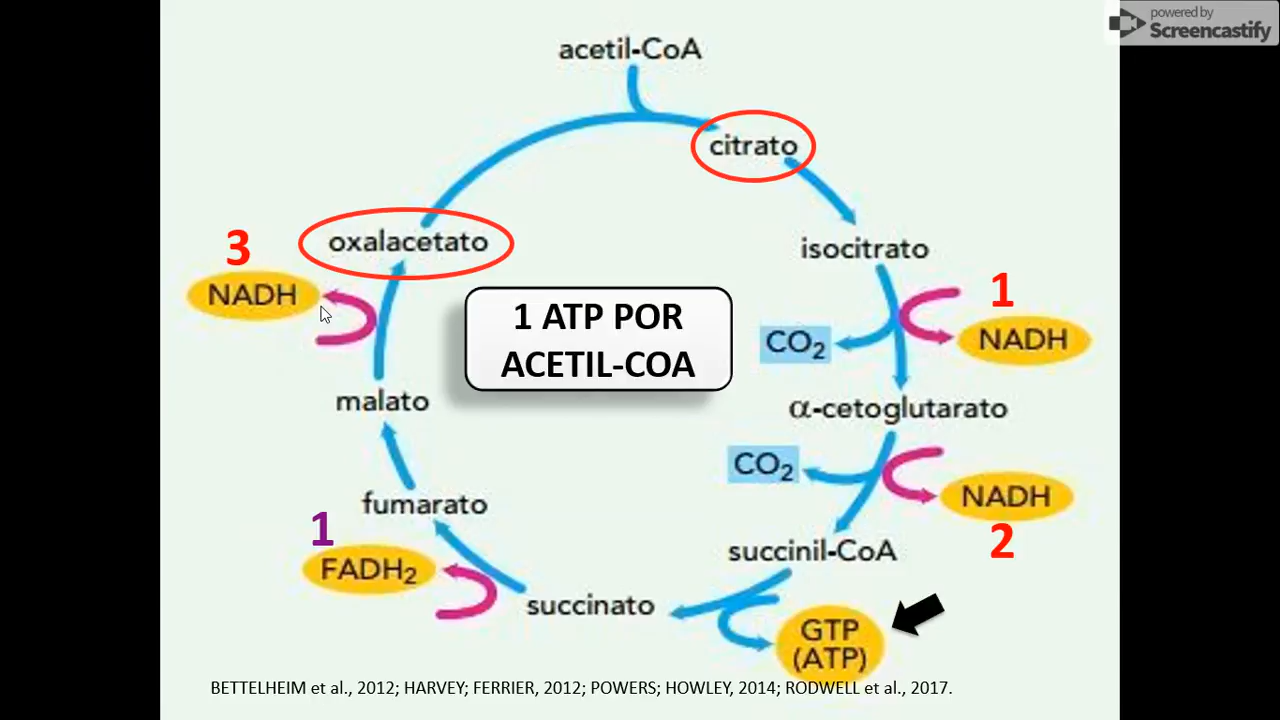 powered by
Screencastify
acetil-CoA
citrato
oxalacetato
isocitrato
3
NADH
1
NADH
1 ATP POR
ACETIL-COA
CO₂
malato
α-cetoglutarato
CO₂
NADH
2
fumarato
1
FADH₂
succinil-CoA
succinato
GTP
(ATP)
BETTELHEIM et al., 2012; HARVEY; FERRIER, 2012; POWERS; HOWLEY, 2014; RODWELL et al., 2017.